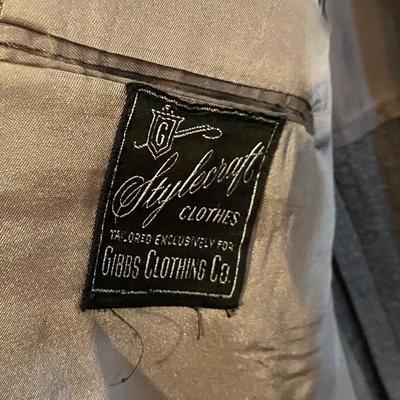 G
Stylecraft
CLOTHES
TAILORED EXCLUSIVELY FOR
GIBBS CLOTHING CO.